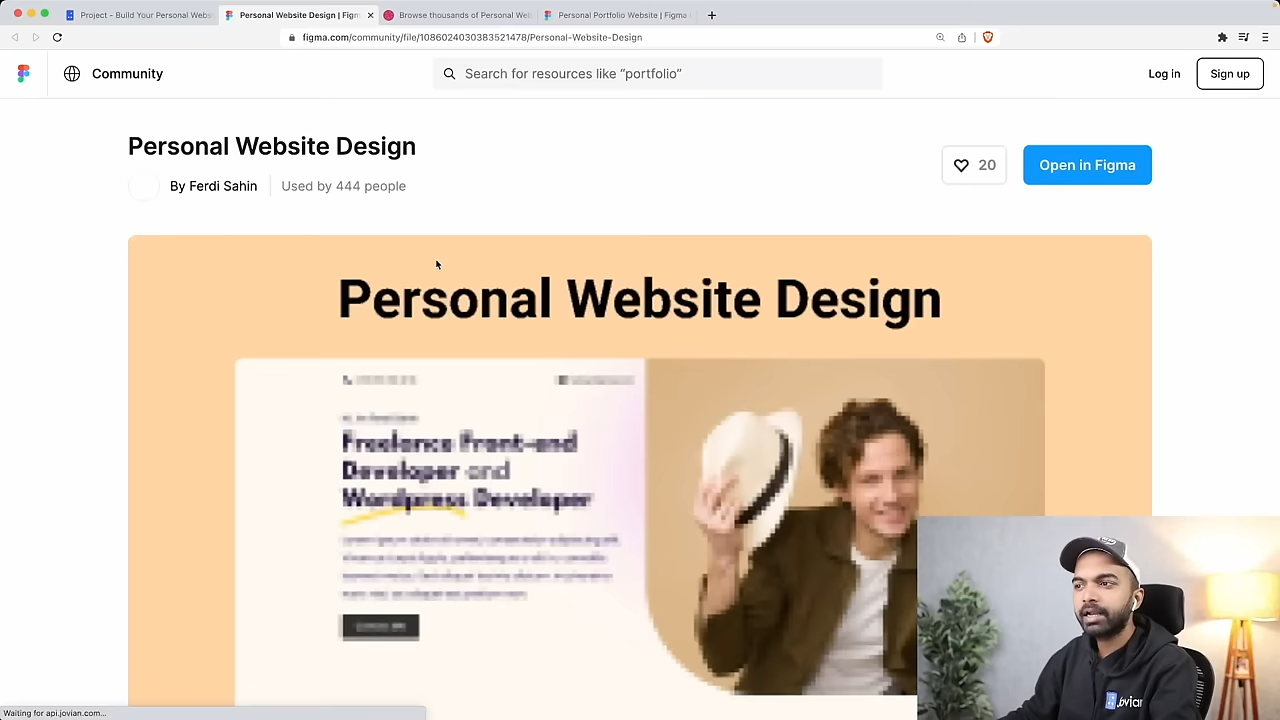 Project - Build Your Personal Webs
Personal Website Design | Figm
Browse thousands of Personal We
Personal Portfolio Website | Figma
figma.com/community/file/1086024030383521478/Personal-Website-Design
Community
Search for resources like “portfolio”
Log in
Sign up
Personal Website Design
By Ferdi Sahin
Used by 444 people
20
Open in Figma
Personal Website Design
Freelance Front-end
Developer and
Wordpress Developer
Jovian
Waiting for api.jovian.com...